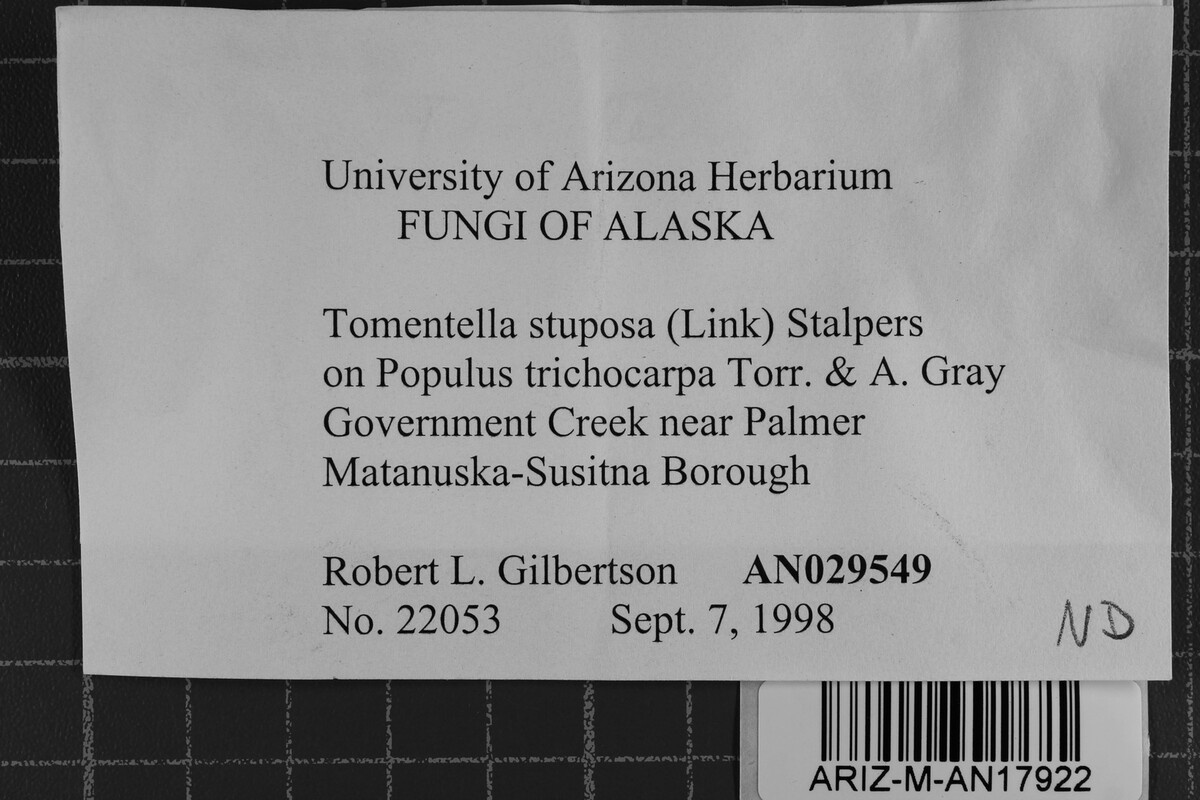 University of Arizona Herbarium
FUNGI OF ALASKA
Tomentella stuposa (Link) Stalpers
on Populus trichocarpa Torr. & A. Gray
Government Creek near Palmer
Matanuska-Susitna Borough
Robert L. Gilbertson AN029549
No. 22053 Sept. 7, 1998
ND
ARIZ-M-AN17922